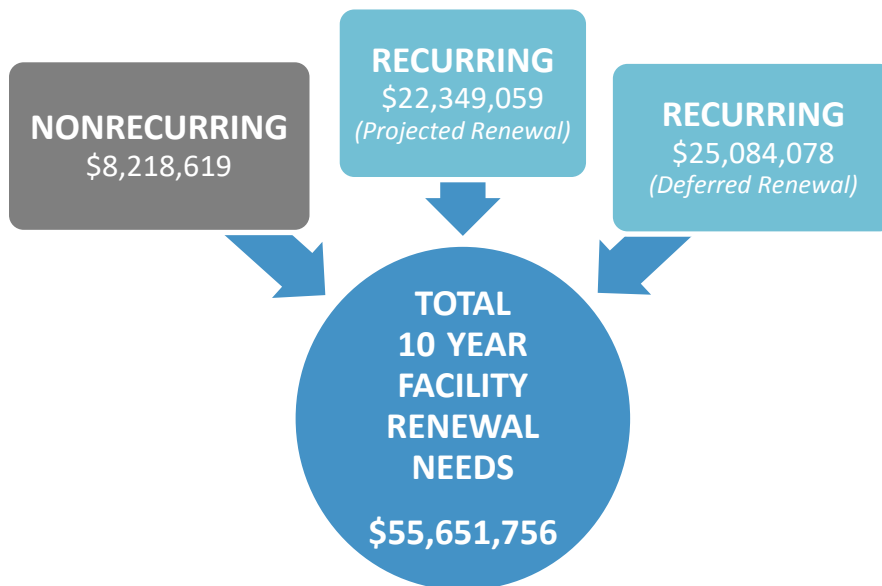 NONRECURRING
$8,218,619
RECURRING
$22,349,059
(Projected Renewal)
RECURRING
$25,084,078
(Deferred Renewal)
TOTAL
10 YEAR
FACILITY
RENEWAL
NEEDS
$55,651,756